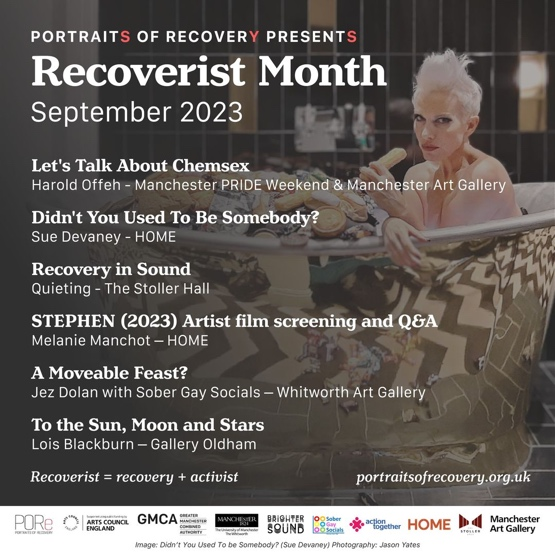 PORTRAITS OF RECOVERY PRESENTS
Recoverist Month
September 2023
Let's Talk About Chemsex
Harold Offeh - Manchester PRIDE Weekend & Manchester Art Gallery
Didn't You Used To Be Somebody?
Sue Devaney - HOME
Recovery in Sound
Quieting - The Stoller Hall
STEPHEN (2023) Artist film screening and Q&A
Melanie Manchot – HOME
A Moveable Feast?
Jez Dolan with Sober Gay Socials – Whitworth Art Gallery
To the Sun, Moon and Stars
Lois Blackburn – Gallery Oldham
Recoverist = recovery + activist
portraitsofrecovery.org.uk
PORe
PORTRAITS OF RECOVERY
ARTS COUNCIL
ENGLAND
GMCA
GREATER
MANCHESTER
COMBINED
AUTHORITY
MANCHESTER
1824
The University of Manchester
The Whitworth
BRIGHTER
SOUND
Sober
Gay
Socials
action
together
HOME
STOLLER
Manchester
Art Gallery
Image: Didn't You Used To be Somebody? (Sue Devaney) Photography: Jason Yates